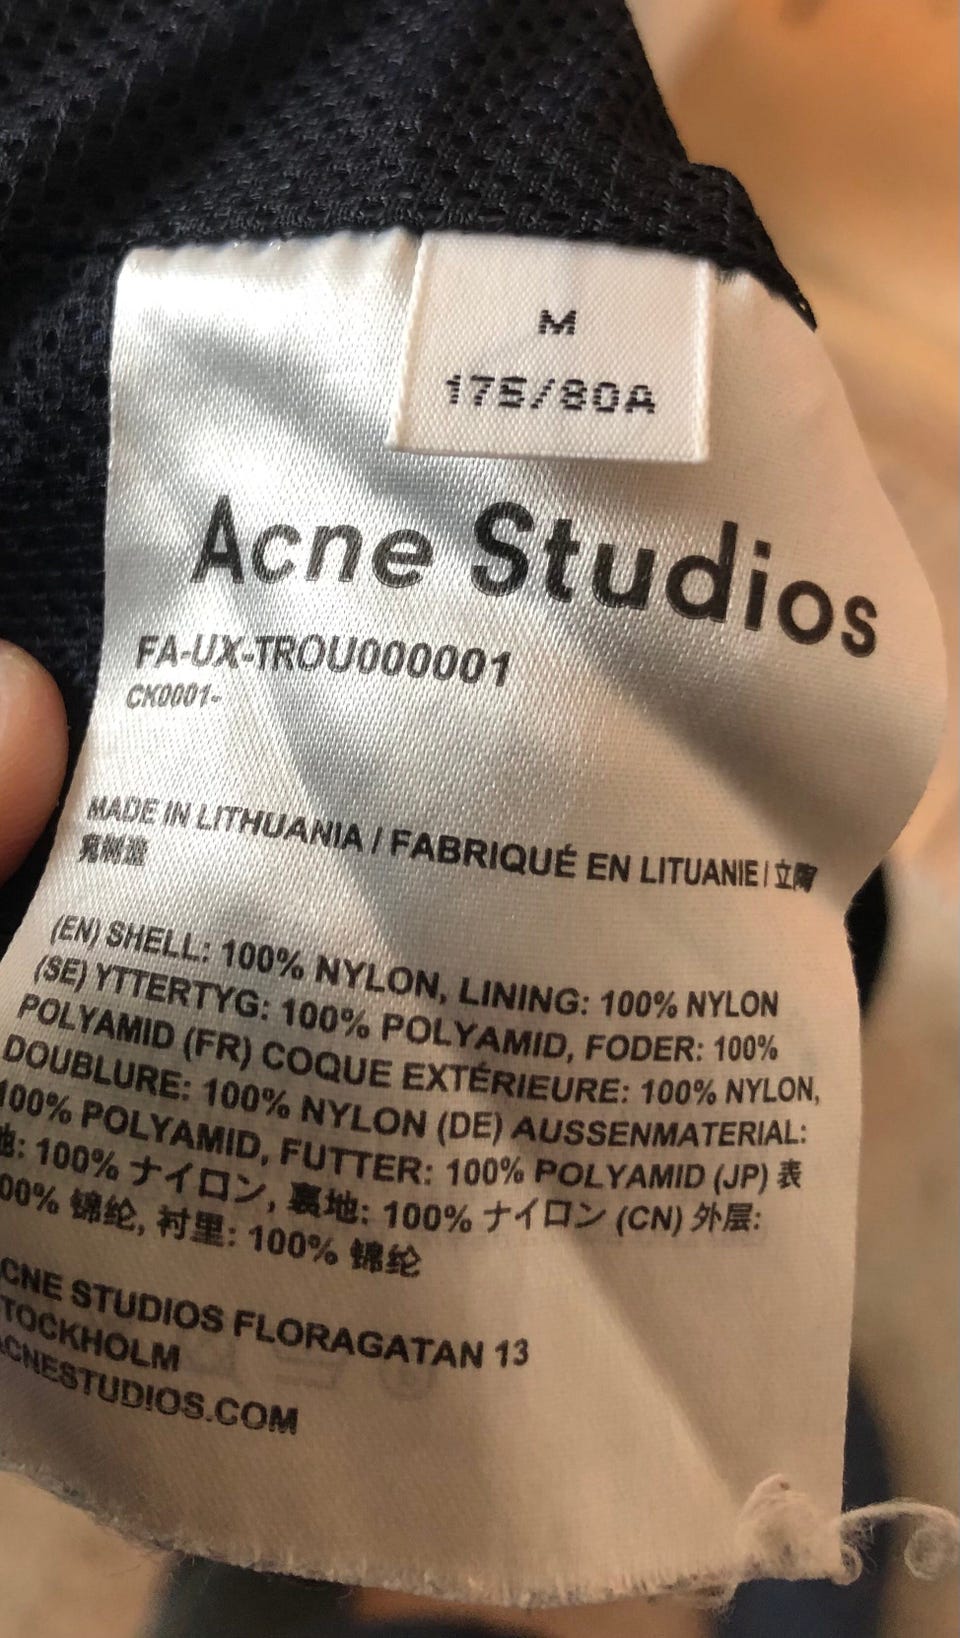 M
175/80A
Acne Studios
FA-UX-TROU000001
CK0001-
MADE IN LITHUANIA / FABRIQUÉ EN LITUANIE / 立陶
宛制造
(EN) SHELL: 100% NYLON, LINING: 100% NYLON
(SE) YTTERTYG: 100% POLYAMID, FODER: 100%
POLYAMID (FR) COQUE EXTÉRIEURE: 100% NYLON,
DOUBLURE: 100% NYLON (DE) AUSSENMATERIAL:
100% POLYAMID, FUTTER: 100% POLYAMID (JP) 表
地: 100% ナイロン, 裏地: 100% ナイロン (CN) 外层:
00% 锦纶, 衬里: 100% 锦纶
CNE STUDIOS FLORAGATAN 13
TOCKHOLM
ACNESTUDIOS.COM